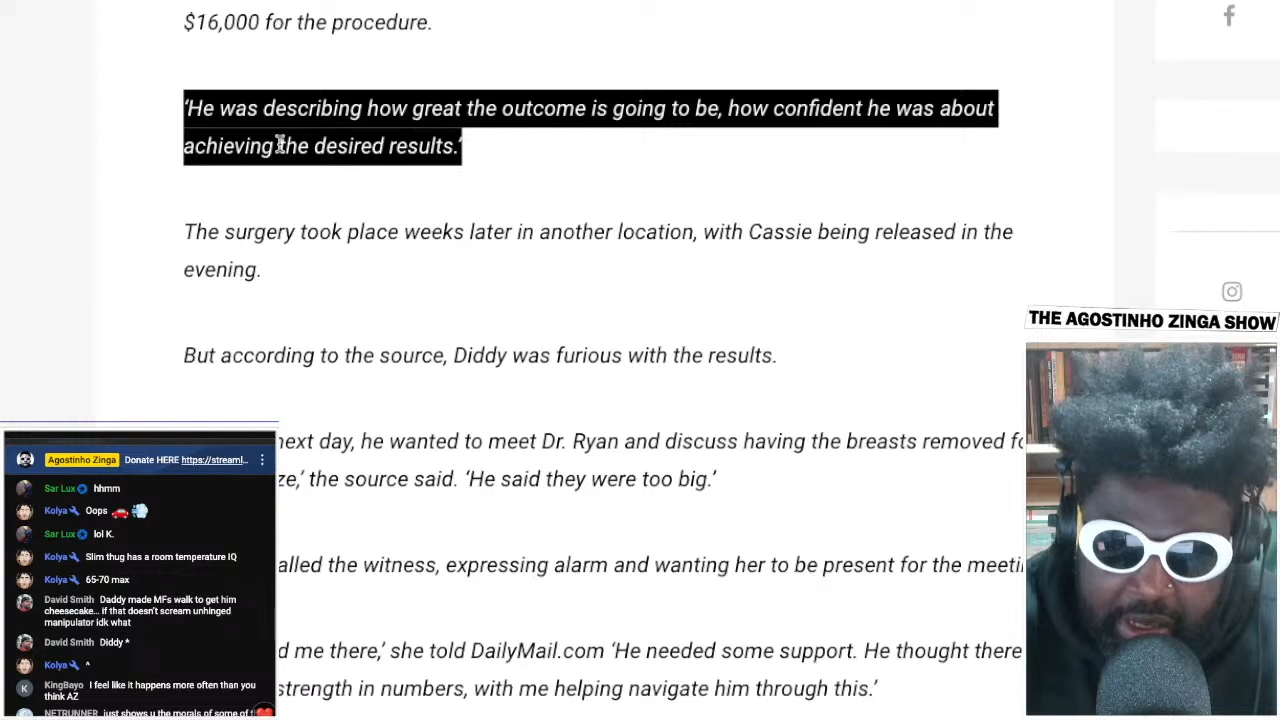 $16,000 for the procedure.
‘He was describing how great the outcome is going to be, how confident he was about
achieving the desired results.’
The surgery took place weeks later in another location, with Cassie being released in the
evening.
But according to the source, Diddy was furious with the results.
next day, he wanted to meet Dr. Ryan and discuss having the breasts removed fo
ze,’ the source said. ‘He said they were too big.’
alled the witness, expressing alarm and wanting her to be present for the meeti
d me there,’ she told DailyMail.com ‘He needed some support. He thought there
strength in numbers, with me helping navigate him through this.’
THE AGOSTINHO ZINGA SHOW
Agostinho Zinga Donate HERE https://streaml...
Sar Lux hhmm
Kolya Oops
Sar Lux lol K.
Kolya Slim thug has a room temperature IQ
Kolya 65-70 max
David Smith Daddy made MFs walk to get him
cheesecake... if that doesn’t scream unhinged
manipulator idk what
David Smith Diddy *
Kolya ^
K KingBayo I feel like it happens more often than you
think AZ
NETRUNNER just shows u the morals of some of